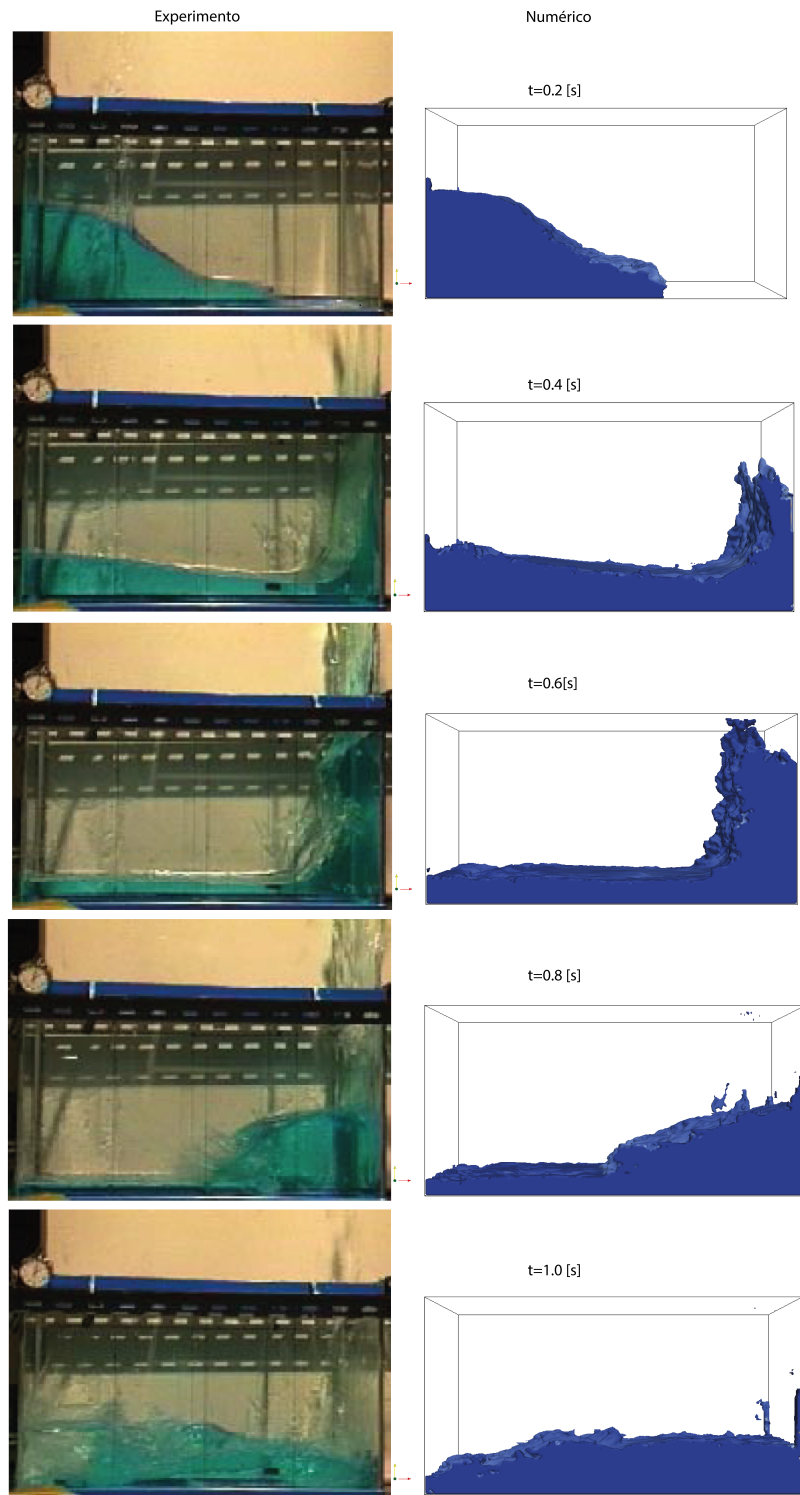 Experimento
Numérico
t=0.2 [s]
t=0.4 [s]
t=0.6[s]
t=0.8 [s]
t=1.0 [s]